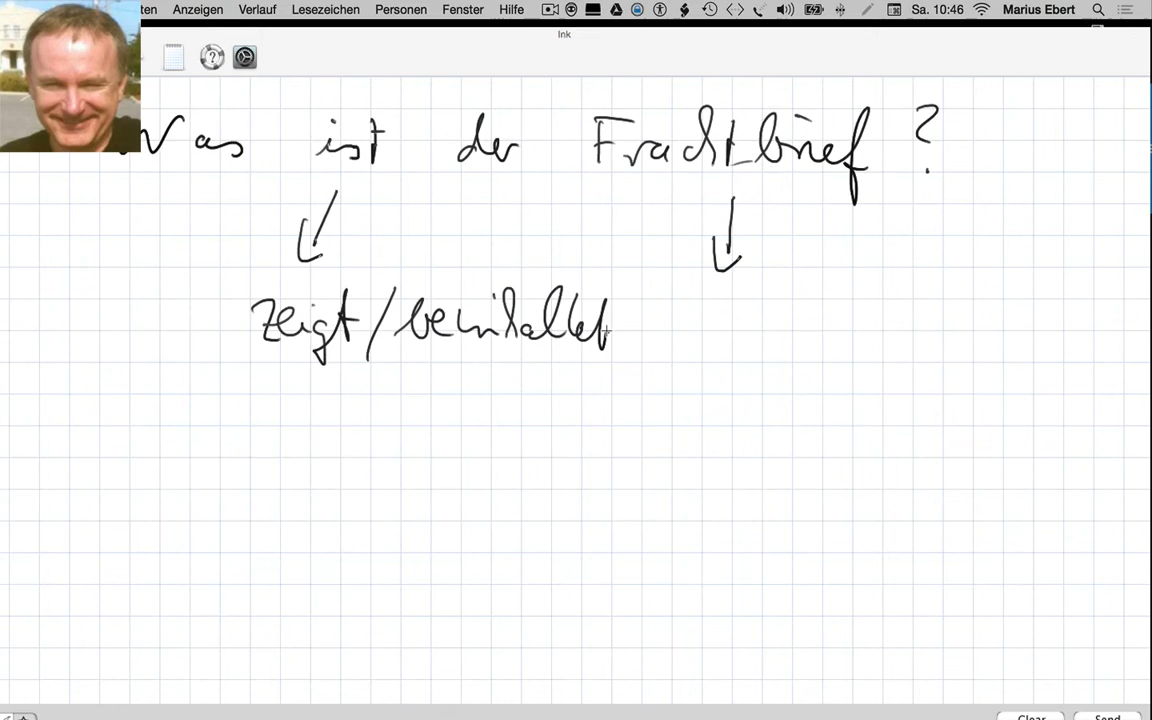 ten Anzeigen Verlauf Lesezeichen Personen Fenster Hilfe Sa. 10:46 Marius Ebert
Ink
Was ist der Frachtbrief ?
zeigt/beinhaltet
Clear Send